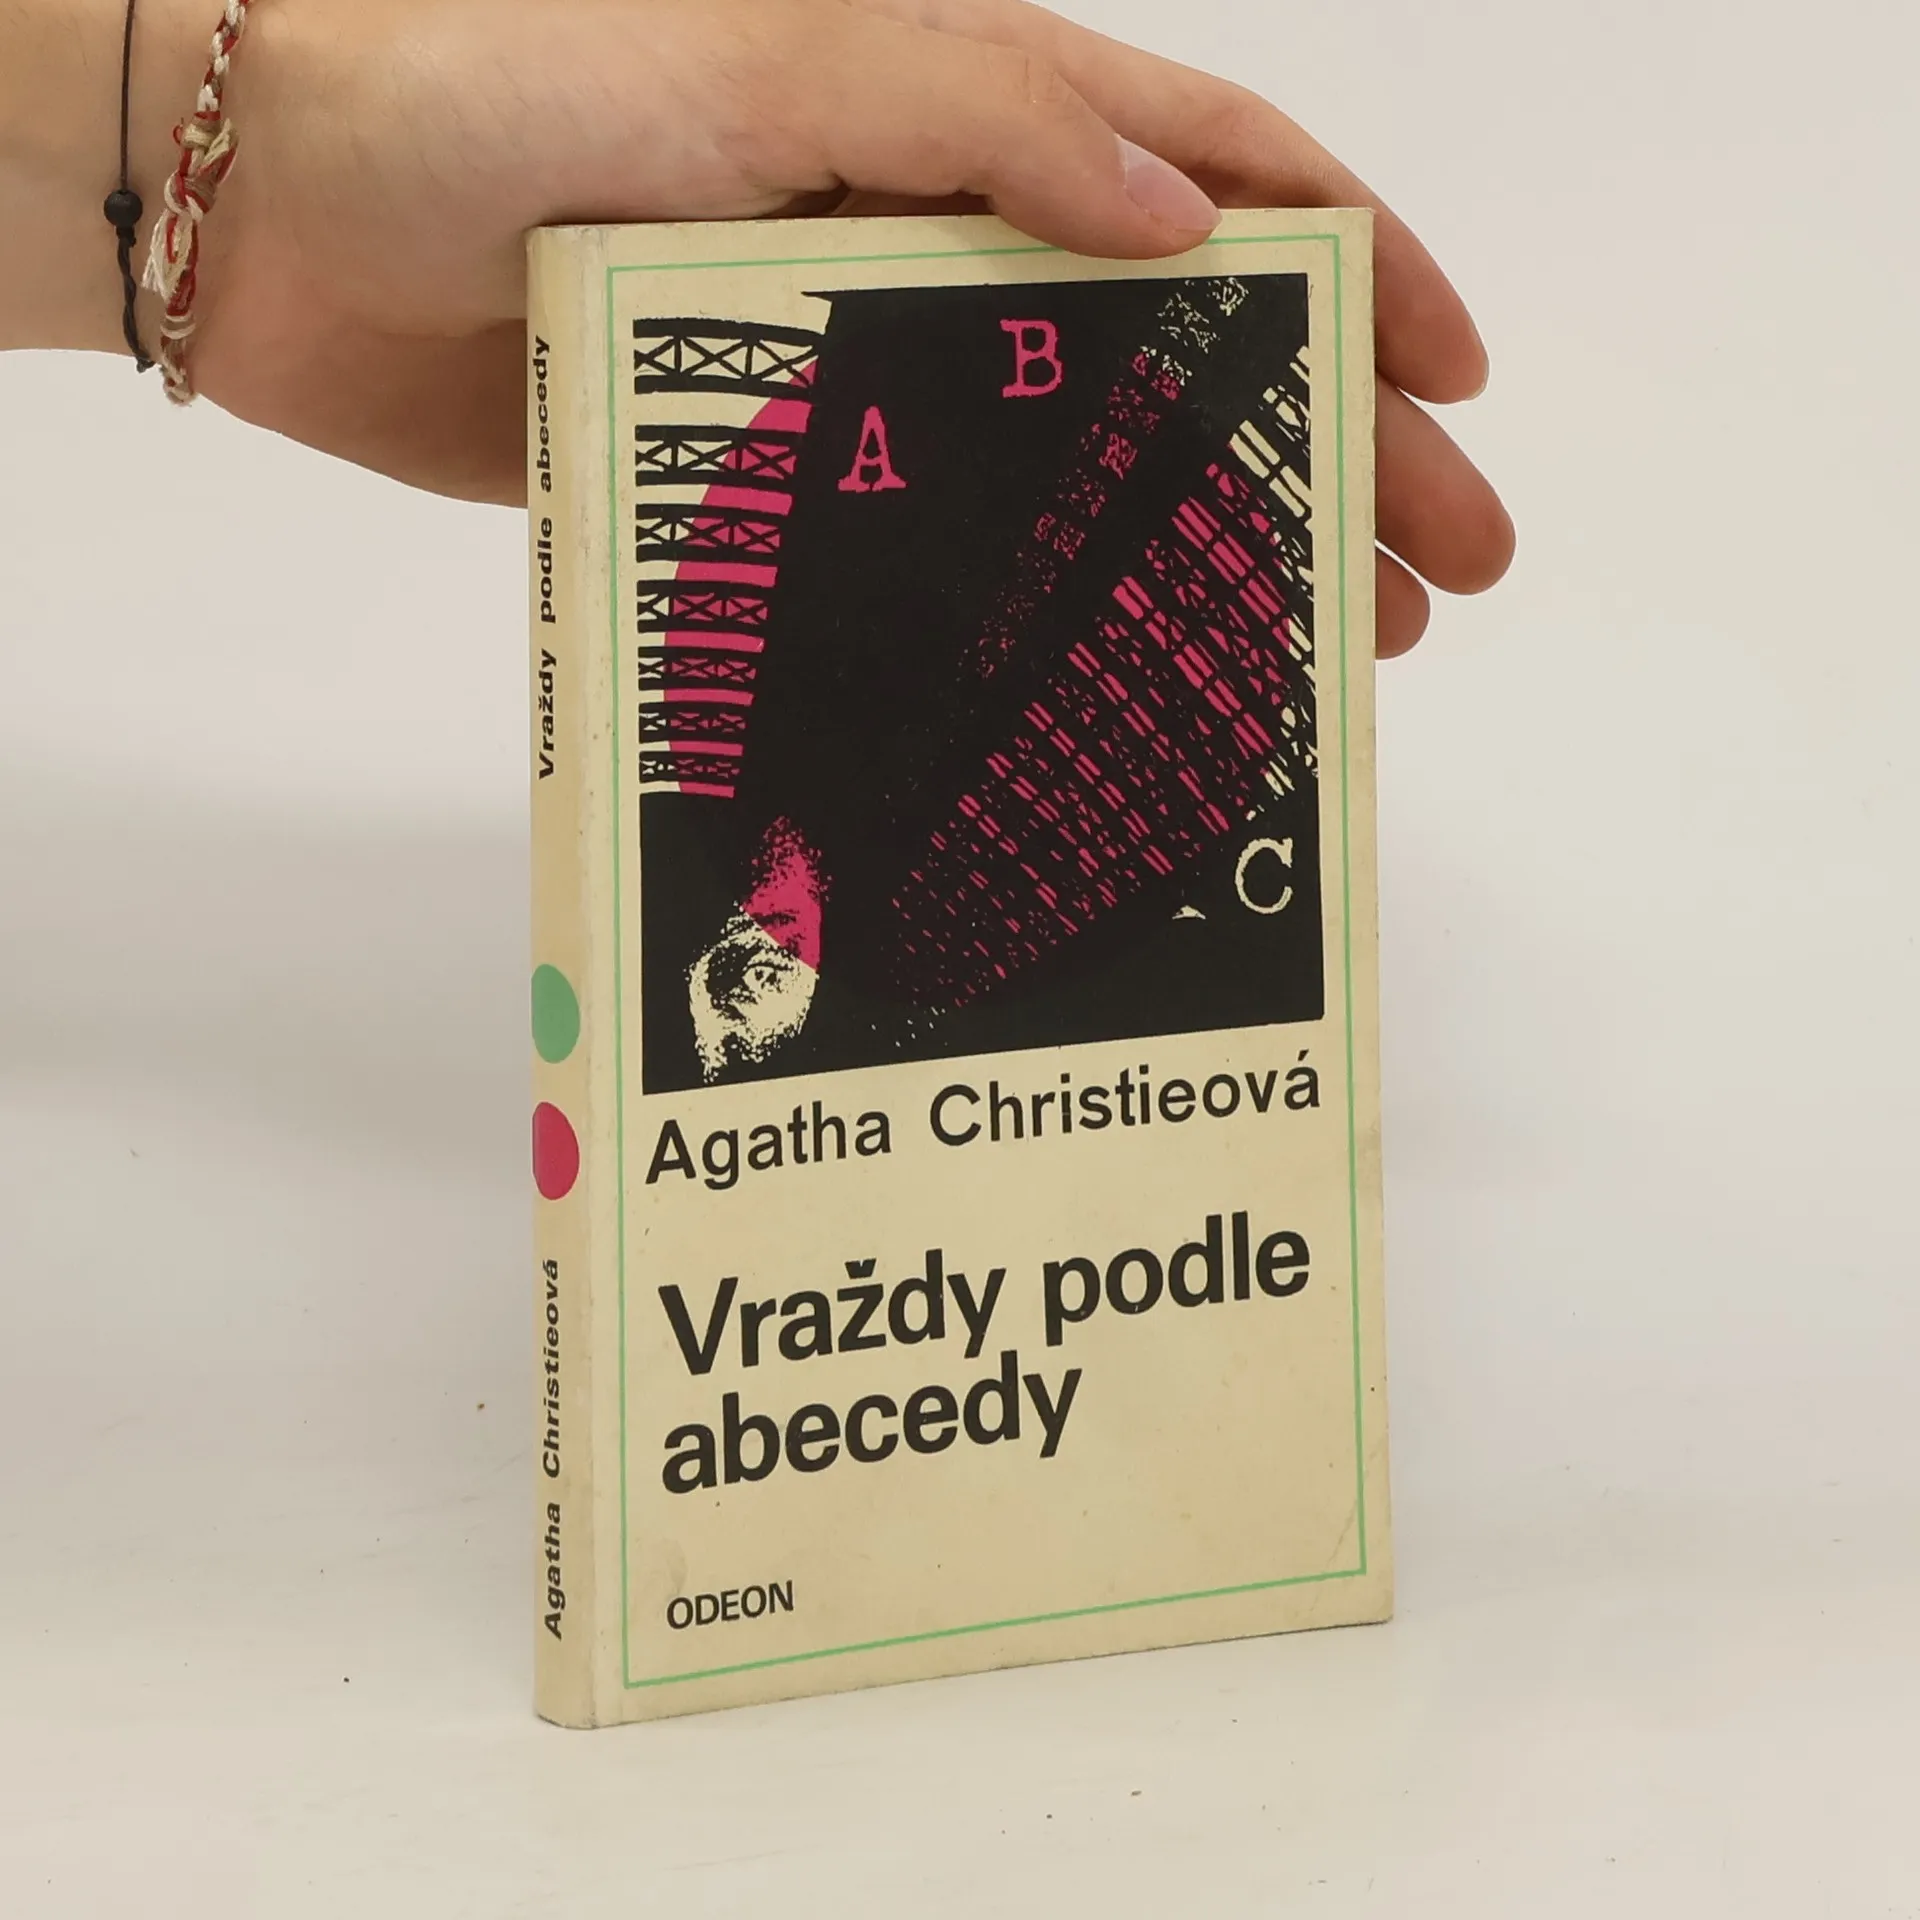 Vraždy podle abecedy
Agatha Christieová
B
A
C
Agatha Christieová
Vraždy podle
abecedy
ODEON